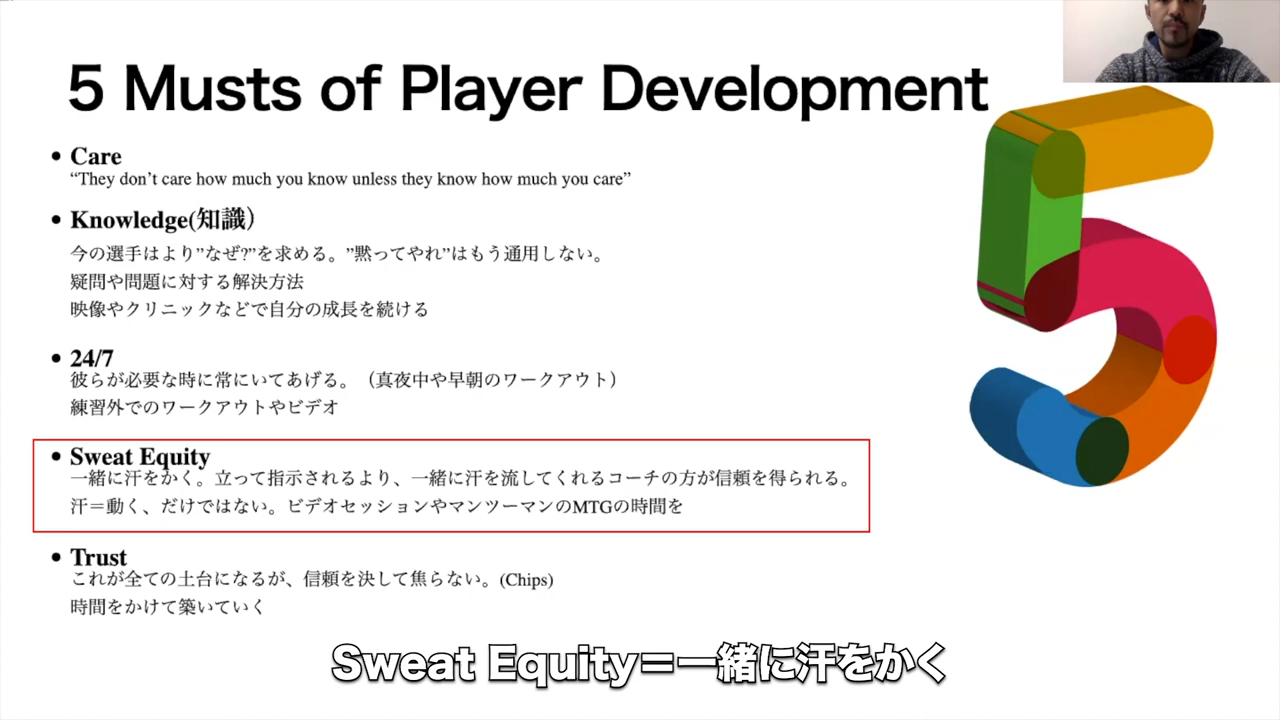 5 Musts of Player Development
• Care
“They don’t care how much you know unless they know how much you care”
• Knowledge(知識）
今の選手はより”なぜ?”を求める。”黙ってやれ”はもう通用しない。
疑問や問題に対する解決方法
映像やクリニックなどで自分の成長を続ける
• 24/7
彼らが必要な時に常にいてあげる。（真夜中や早朝のワークアウト）
練習外でのワークアウトやビデオ
• Sweat Equity
一緒に汗をかく。立って指示されるより、一緒に汗を流してくれるコーチの方が信頼を得られる。
汗＝動く、だけではない。ビデオセッションやマンツーマンのMTGの時間を
• Trust
これが全ての土台になるが、信頼を決して焦らない。(Chips)
時間をかけて築いていく
Sweat Equity＝一緒に汗をかく